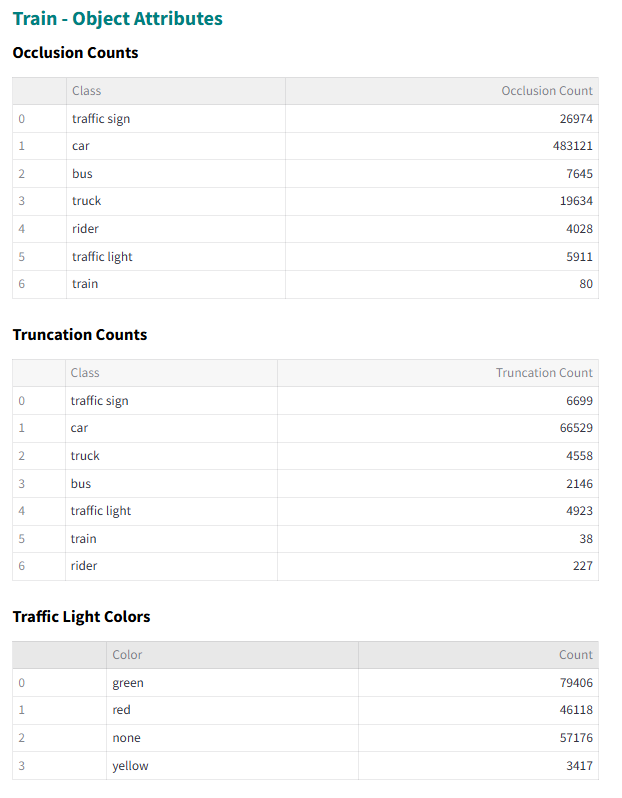 Train - Object Attributes
Occlusion Counts
Class Occlusion Count
0 traffic sign 26974
1 car 483121
2 bus 7645
3 truck 19634
4 rider 4028
5 traffic light 5911
6 train 80
Truncation Counts
Class Truncation Count
0 traffic sign 6699
1 car 66529
2 truck 4558
3 bus 2146
4 traffic light 4923
5 train 38
6 rider 227
Traffic Light Colors
Color Count
0 green 79406
1 red 46118
2 none 57176
3 yellow 3417